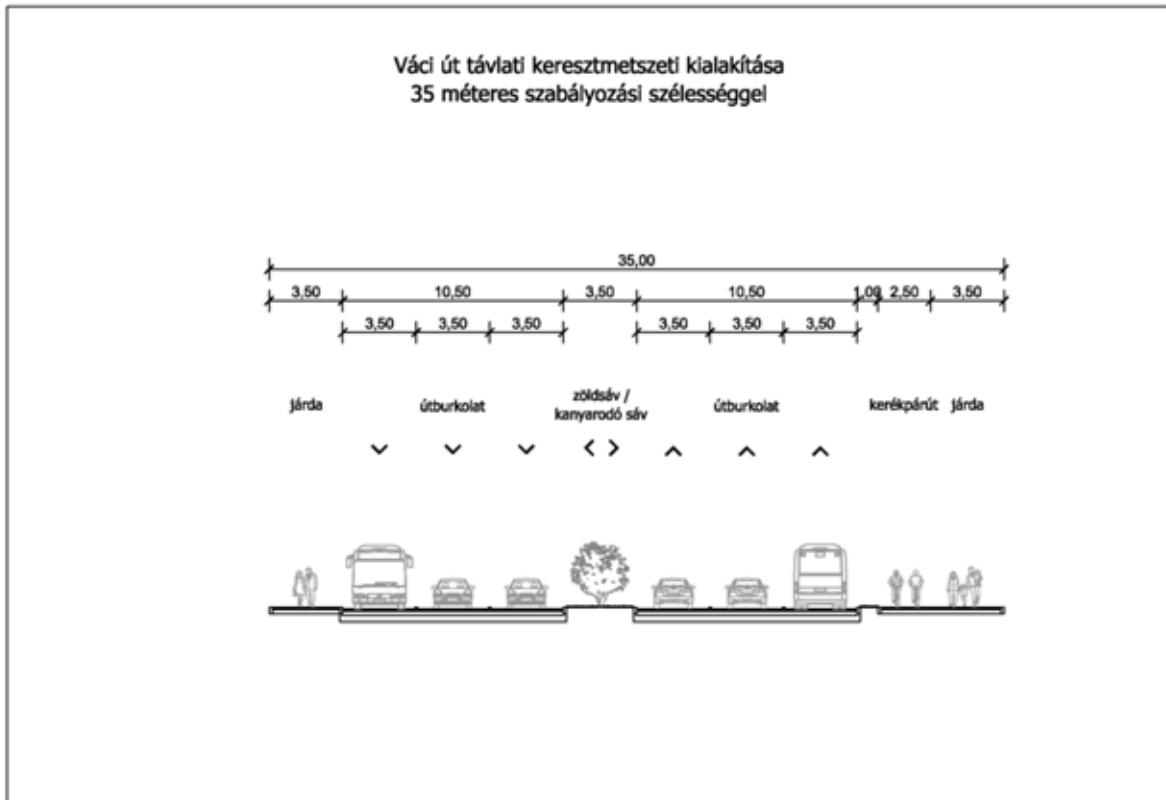 Váci út távlati keresztmetszeti kialakítása
35 méteres szabályozási szélességgel
35,00
3,50 10,50 3,50 10,50 1,00 2,50 3,50
3,50 3,50 3,50 3,50 3,50 3,50
járda útburkolat zöldsáv / kanyarodó sáv útburkolat kerékpárút járda